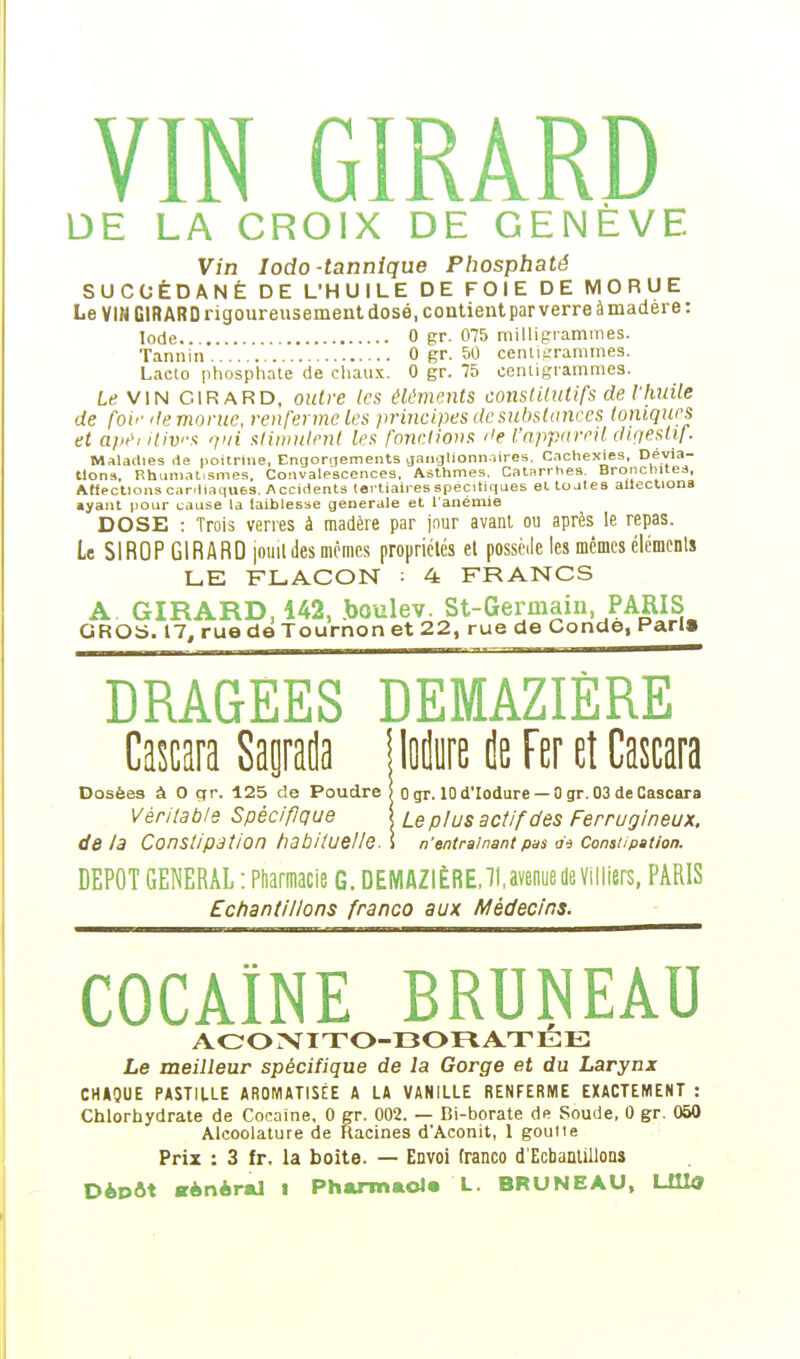 VIN GIRARD
DE LA CROIX DE GENÈVE
Vin Iodo-tannique Phosphaté
SUCCÉDANÉ DE L'HUILE DE FOIE DE MORUE
Le VIN GIRARD rigoureusement dosé, contient par verre à madère:
Iode... 0 gr. 075 milligrammes.
Tannin... 0 gr. 50 centigrammes.
Lacto phosphate de chaux. 0 gr. 75 centigrammes.
Le VIN GIRARD, outre les éléments constitutifs de l'huile
de foie de morue, renferme les principes de substances toniques
et apéritives qui stimulent les fonctions de l'appareil digestif.
Maladies de poitrine, Engorgements ganglionnaires, Cachexies, Dévia-
tions, Rhumatismes, Convalescences, Asthmes, Catarrhes, Bronchites,
Affections cardiaques, Accidents tertiaires spécifiques et toutes affections
ayant pour cause la faiblesse generale et l'anémie
DOSE : Trois verres à madère par jour avant ou après le repas.
Le SIROP GIRARD jouit des mêmes propriétés et possède les mêmes éléments
LE FLACON : 4 FRANCS
A. GIRARD, 142, boulev. St-Germain, PARIS
GROS. 17, rue de Tournon et 22, rue de Condé, Paris
DRAGÉES DEMAZIÈRE
Cascara Sagrada
Dosées à 0 gr. 125 de Poudre
Véritable Spécifique
de la Constipation habituelle.
Iodure de Fer et Cascara
0 gr. 10 d'Iodure — 0 gr. 03 de Cascara
Le plus actif des Ferrugineux,
n'entraînant pas de Constipation.
DEPOT GENERAL : Pharmacie G. DEMAZIÈRE, 71, avenue de Villiers, PARIS
Echantillons franco aux Médecins.
COCAÏNE BRUNEAU
ACONITO-BORATÉE
Le meilleur spécifique de la Gorge et du Larynx
CHAQUE PASTILLE AROMATISÉE A LA VANILLE RENFERME EXACTEMENT :
Chlorhydrate de Cocaïne, 0 gr. 002. — Bi-borate de Soude, 0 gr. 050
Alcoolature de Racines d'Aconit, 1 goutte
Prix : 3 fr. la boîte. — Envoi franco d'Echantillons
Dépôt général : Pharmacie L. BRUNEAU, Lille